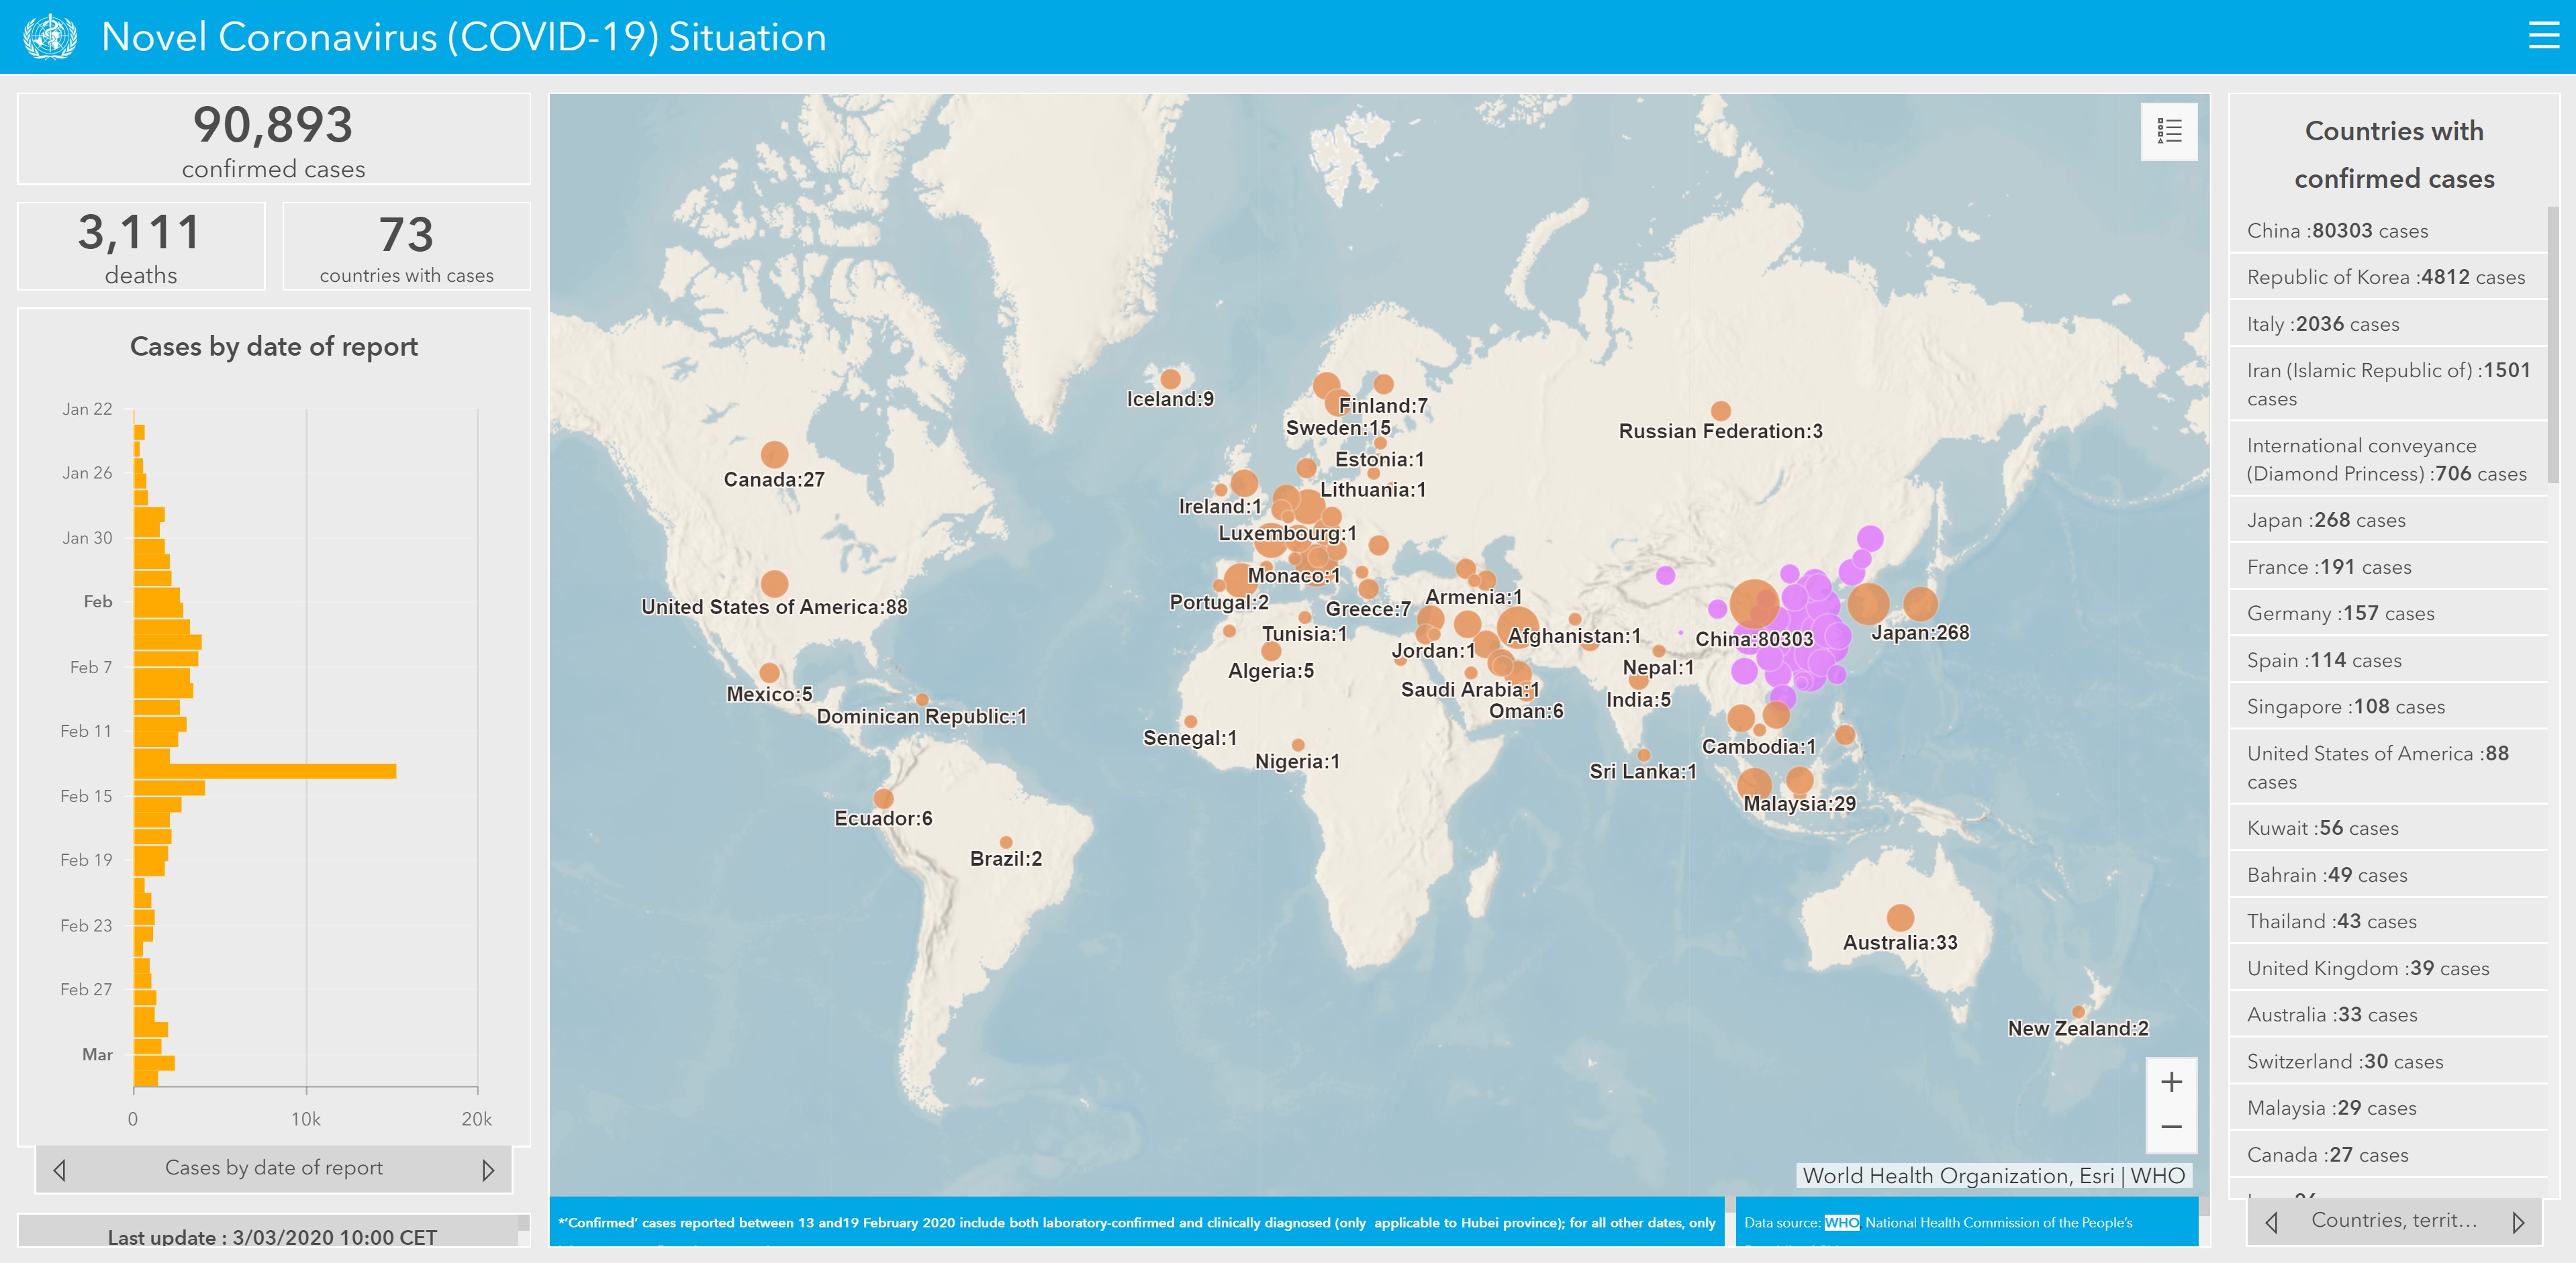 Novel Coronavirus (COVID-19) Situation
90,893
confirmed cases
3,111
deaths
73
countries with cases
Cases by date of report
Jan 22
Jan 26
Jan 30
Feb
Feb 7
Feb 11
Feb 15
Feb 19
Feb 23
Feb 27
Mar
0
10k
20k
Cases by date of report
Last update : 3/03/2020 10:00 CET
Iceland:9
Finland:7
Sweden:15
Russian Federation:3
Estonia:1
Canada:27
Lithuania:1
Ireland:1
Luxembourg:1
Monaco:1
Armenia:1
Portugal:2
United States of America:88
Greece:7
Tunisia:1
Afghanistan:1
China:80303
Japan:268
Jordan:1
Algeria:5
Nepal:1
Mexico:5
Saudi Arabia:1
India:5
Dominican Republic:1
Oman:6
Senegal:1
Cambodia:1
Nigeria:1
Sri Lanka:1
Malaysia:29
Ecuador:6
Brazil:2
Australia:33
New Zealand:2
World Health Organization, Esri | WHO
*'Confirmed' cases reported between 13 and19 February 2020 include both laboratory-confirmed and clinically diagnosed (only applicable to Hubei province); for all other dates, only
Data source: WHO National Health Commission of the People's
Countries with
confirmed cases
China :80303 cases
Republic of Korea :4812 cases
Italy :2036 cases
Iran (Islamic Republic of) :1501
cases
International conveyance
(Diamond Princess) :706 cases
Japan :268 cases
France :191 cases
Germany :157 cases
Spain :114 cases
Singapore :108 cases
United States of America :88
cases
Kuwait :56 cases
Bahrain :49 cases
Thailand :43 cases
United Kingdom :39 cases
Australia :33 cases
Switzerland :30 cases
Malaysia :29 cases
Canada :27 cases
Countries, territ...